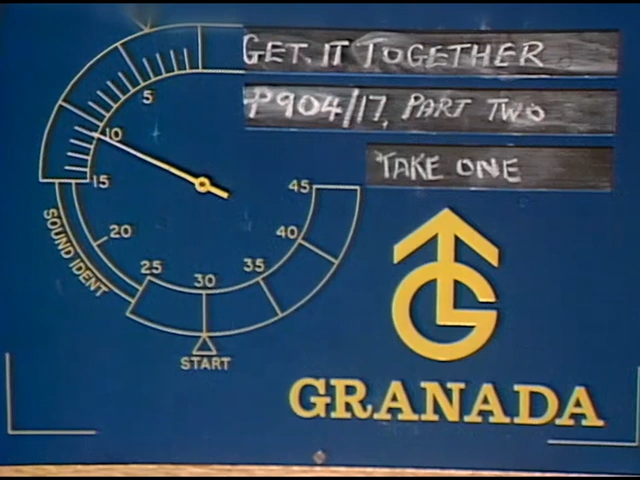 GET IT TOGETHER
P904/17, PART TWO
TAKE ONE
5
10
15
20
25
30
35
40
45
SOUND IDENT
START
GRANADA